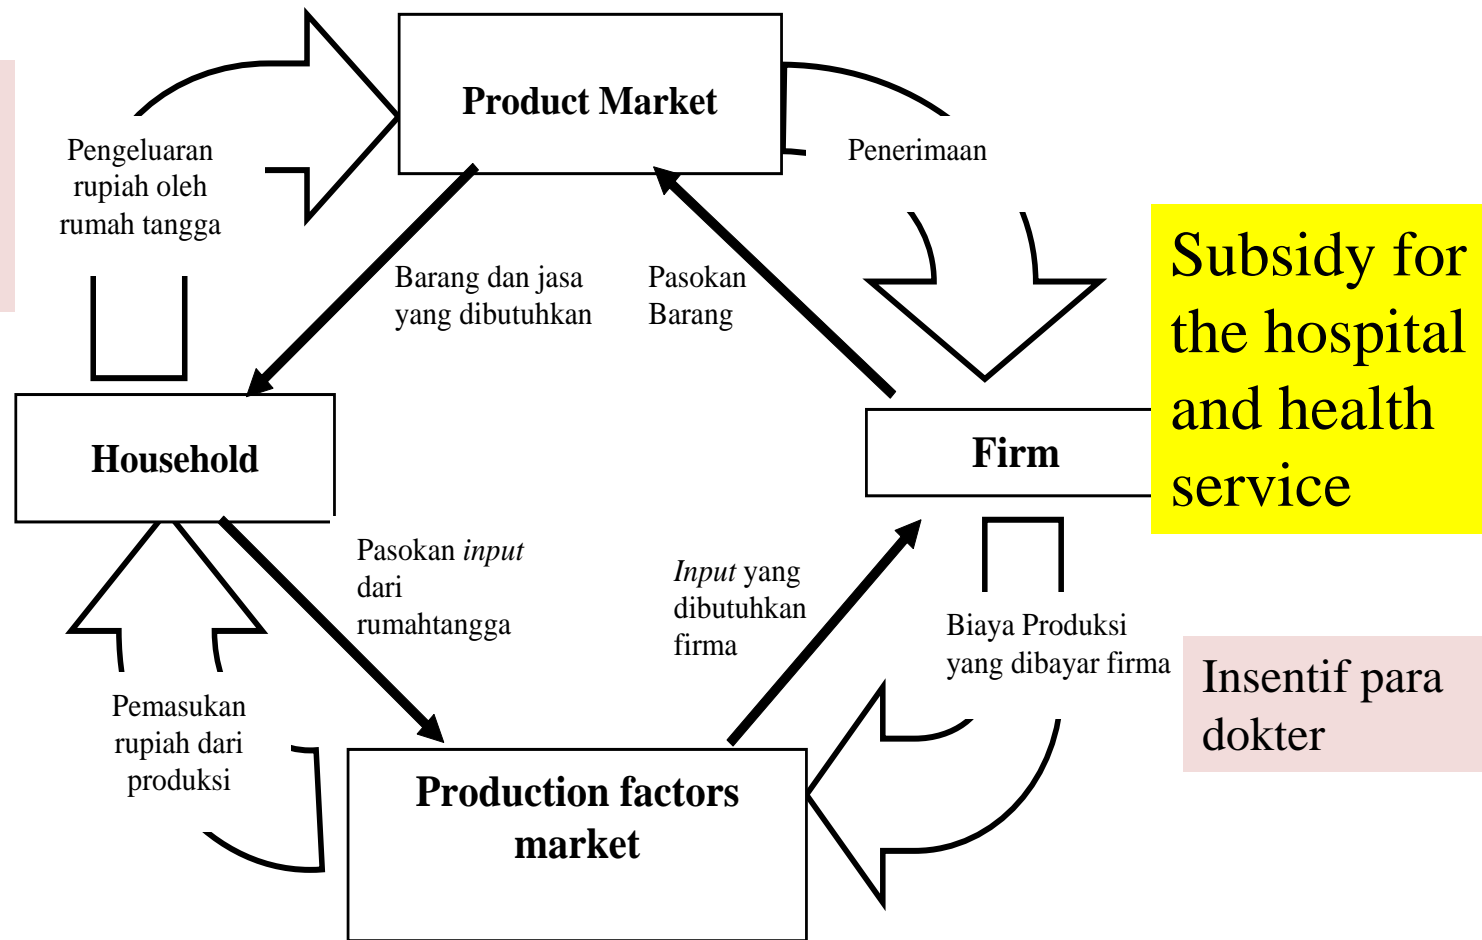 Product Market
Pengeluaran
rupiah oleh
rumah tangga
Penerimaan
Barang dan jasa
yang dibutuhkan
Pasokan
Barang
Subsidy for
the hospital
and health
service
Household
Firm
Pasokan input
dari
rumahtangga
Input yang
dibutuhkan
firma
Biaya Produksi
yang dibayar firma
Insentif para
dokter
Pemasukan
rupiah dari
produksi
Production factors
market